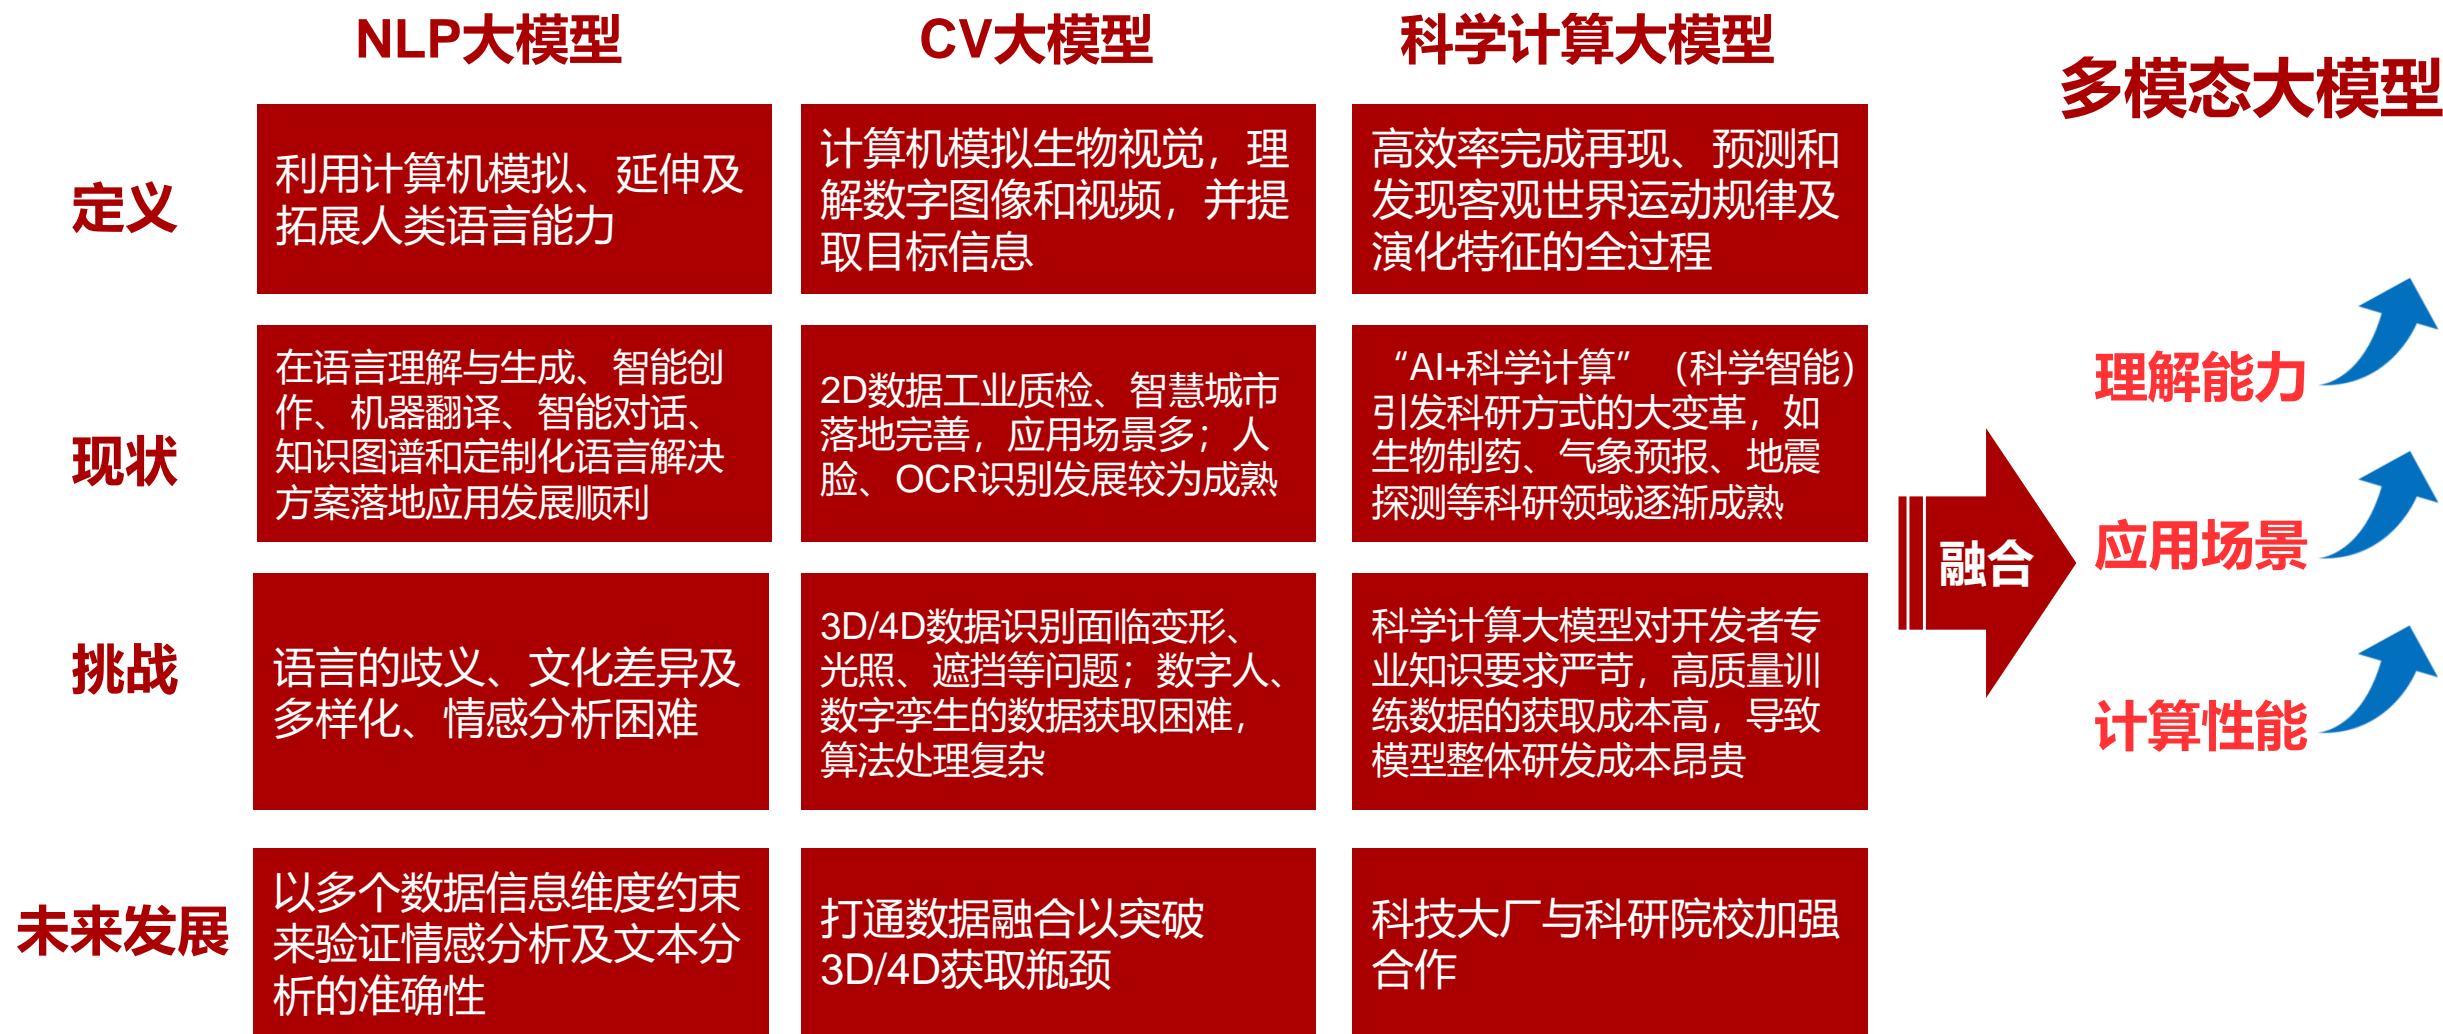 NLP大模型
CV大模型
科学计算大模型
多模态大模型
定义
利用计算机模拟、延伸及
拓展人类语言能力
计算机模拟生物视觉，理
解数字图像和视频，并提
取目标信息
高效率完成再现、预测和
发现客观世界运动规律及
演化特征的全过程
现状
在语言理解与生成、智能创
作、机器翻译、智能对话、
知识图谱和定制化语言解决
方案落地应用发展顺利
2D数据工业质检、智慧城市
落地完善，应用场景多；人
脸、OCR识别发展较为成熟
“AI+科学计算”（科学智能）
引发科研方式的大变革，如
生物制药、气象预报、地震
探测等科研领域逐渐成熟
挑战
语言的歧义、文化差异及
多样化、情感分析困难
3D/4D数据识别面临变形、
光照、遮挡等问题；数字人、
数字孪生的数据获取困难，
算法处理复杂
科学计算大模型对开发者专
业知识要求严苛，高质量训
练数据的获取成本高，导致
模型整体研发成本昂贵
未来发展
以多个数据信息维度约束
来验证情感分析及文本分
析的准确性
打通数据融合以突破
3D/4D获取瓶颈
科技大厂与科研院校加强
合作
融合
理解能力
应用场景
计算性能